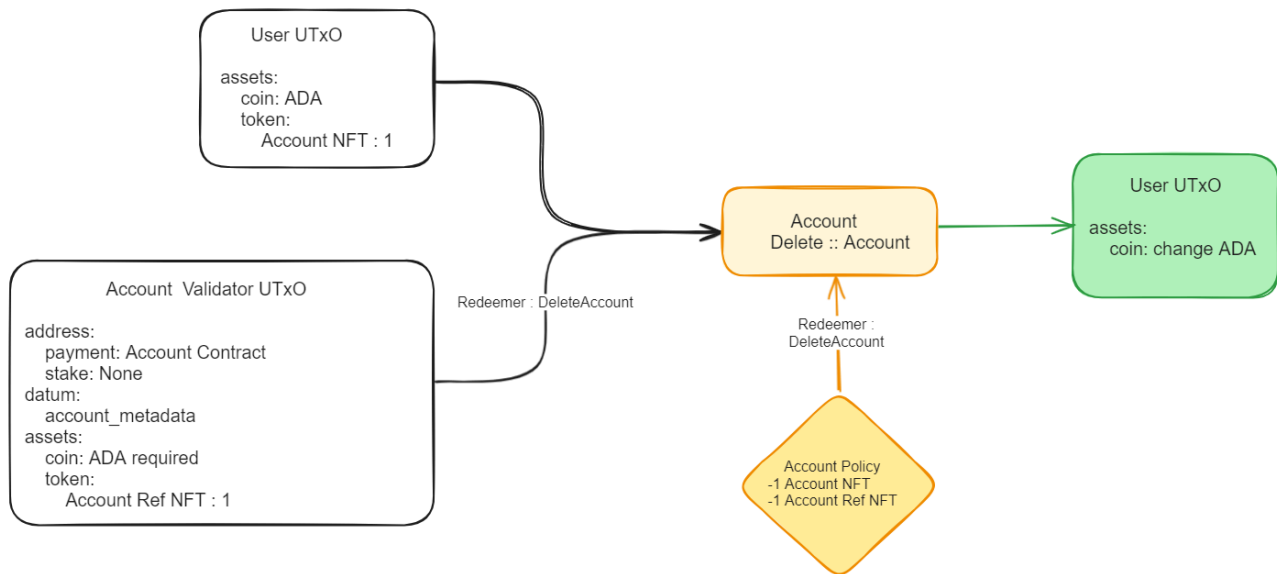 User UTxO
assets:
coin: ADA
token:
Account NFT : 1
Account  Validator UTxO
address:
payment: Account Contract
stake: None
datum:
account_metadata
assets:
coin: ADA required
token:
Account Ref NFT : 1
Redeemer : DeleteAccount
Account
Delete :: Account
Redeemer :
DeleteAccount
Account Policy
-1 Account NFT
-1 Account Ref NFT
User UTxO
assets:
coin: change ADA